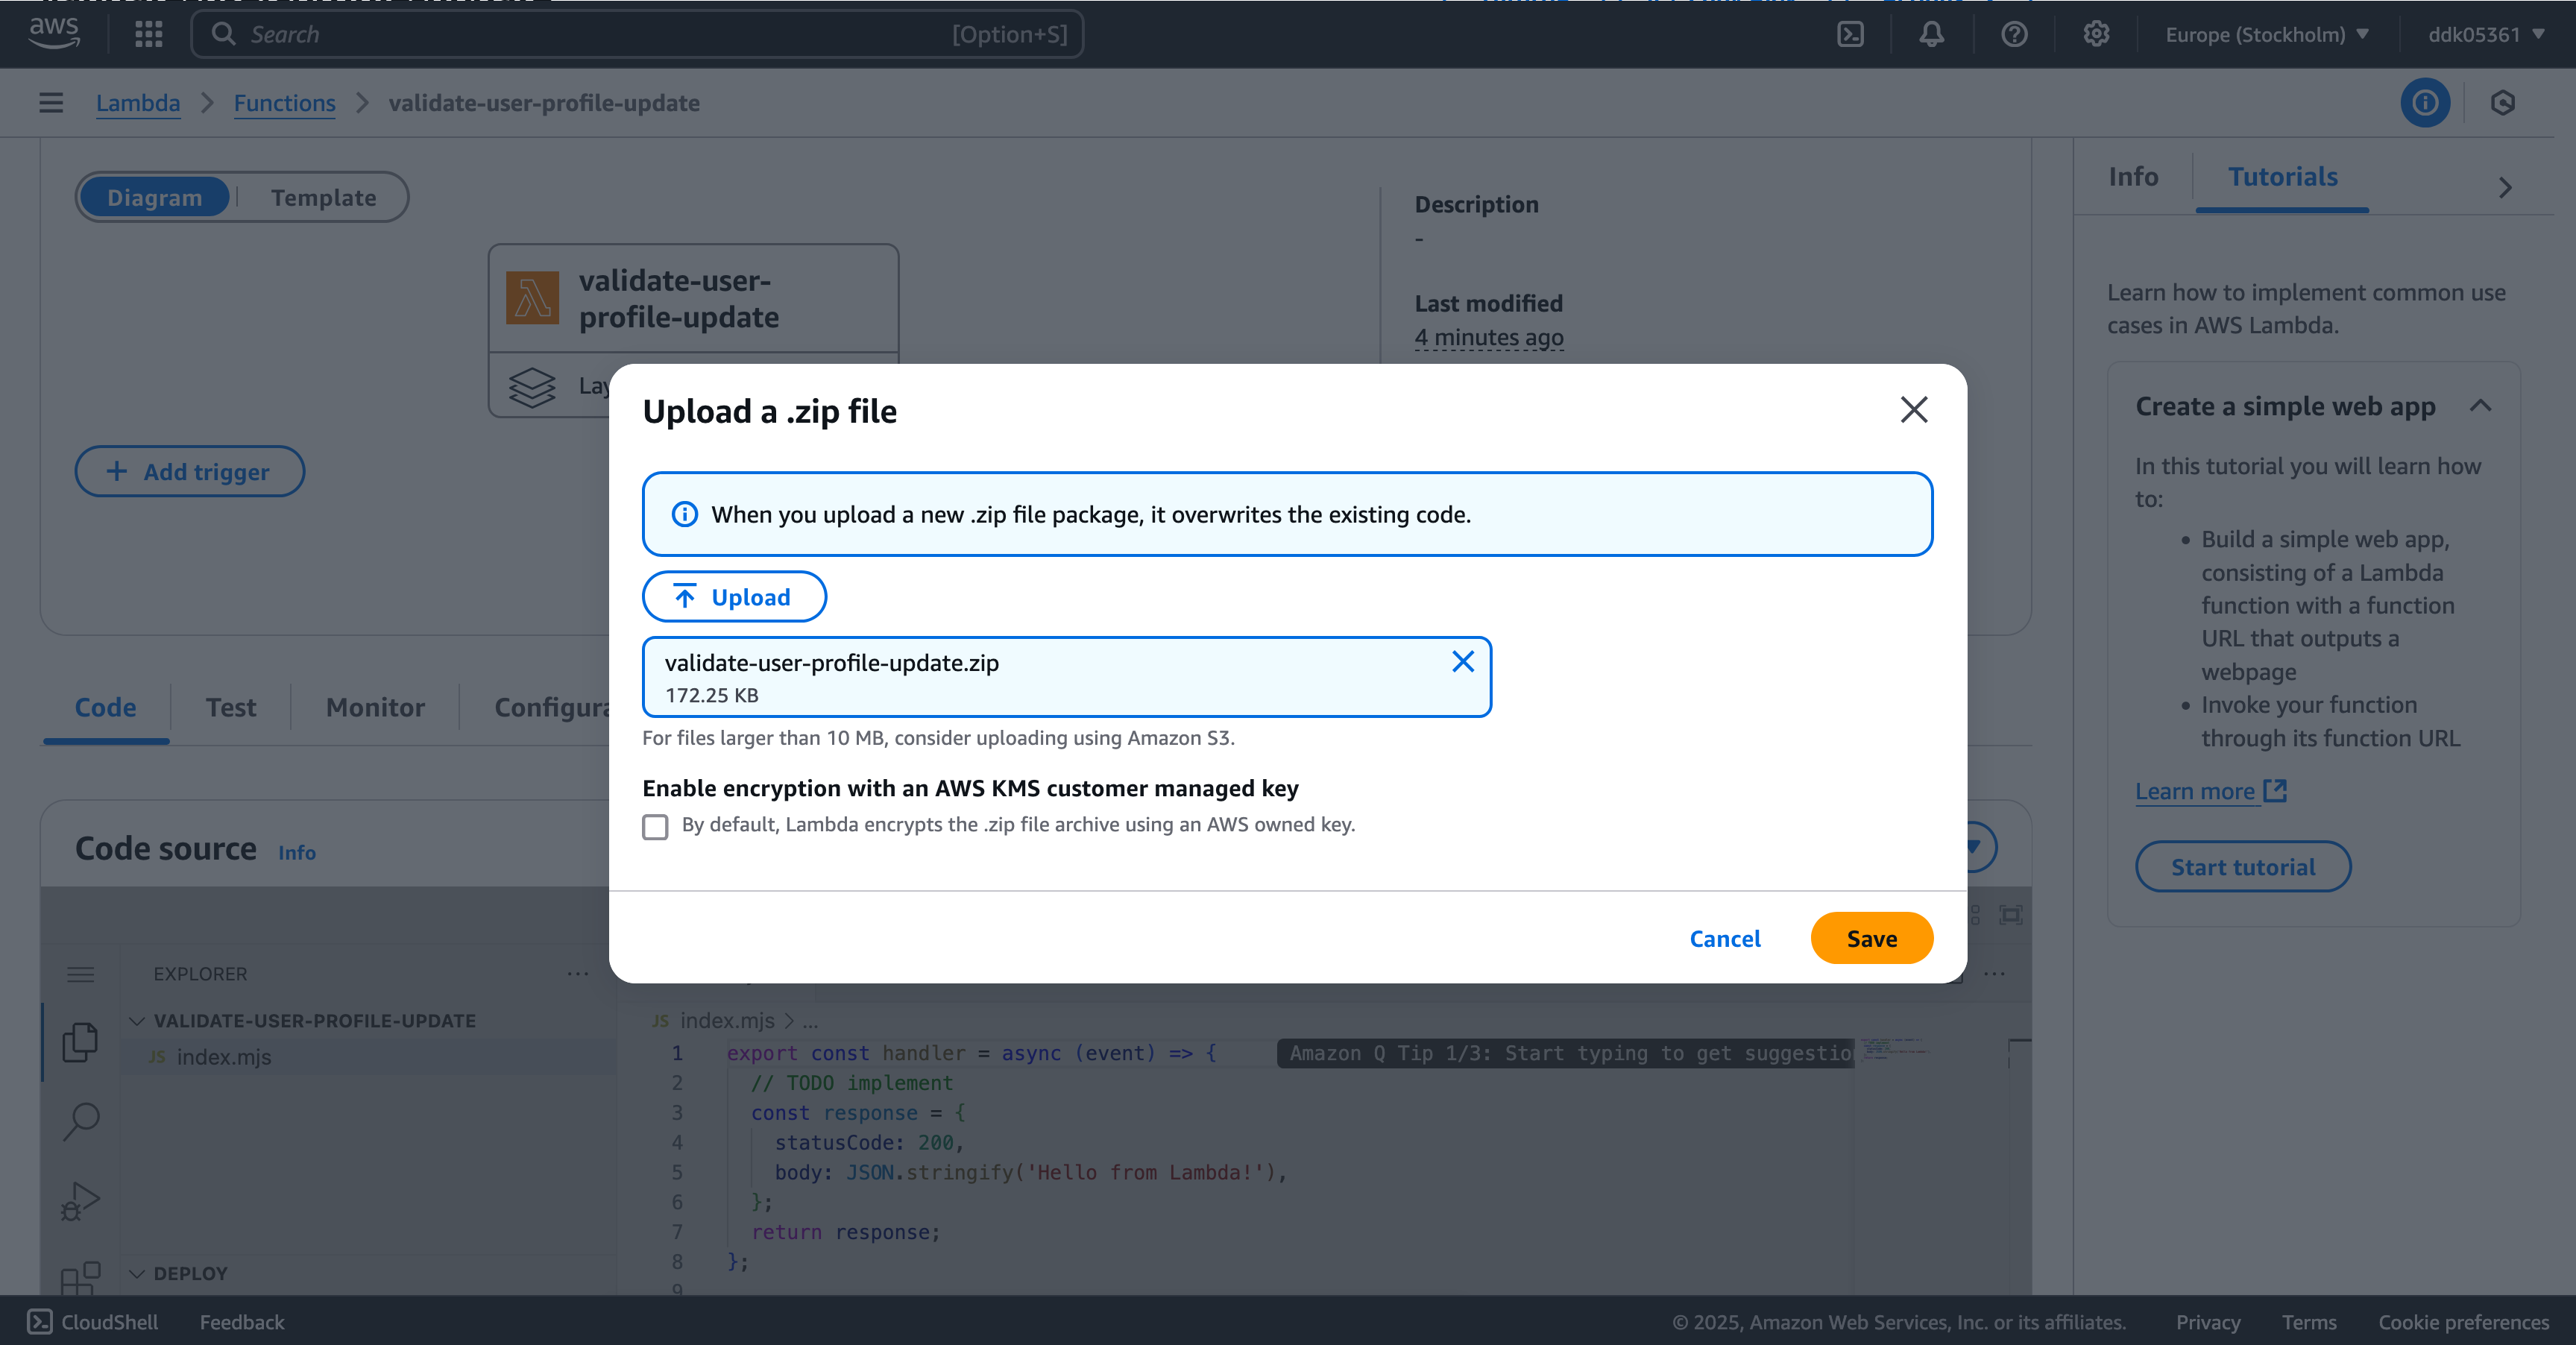 aws
Search
[Option+S]
Europe (Stockholm)
ddk05361
Lambda
Functions
validate-user-profile-update
Diagram
Template
validate-user-
profile-update
Add trigger
Description
-
Last modified
4 minutes ago
Info
Tutorials
Learn how to implement common use
cases in AWS Lambda.
Create a simple web app
In this tutorial you will learn how
to:
• Build a simple web app,
consisting of a Lambda
function with a function
URL that outputs a
webpage
• Invoke your function
through its function URL
Learn more
Start tutorial
Upload a .zip file
When you upload a new .zip file package, it overwrites the existing code.
Upload
validate-user-profile-update.zip
172.25 KB
For files larger than 10 MB, consider uploading using Amazon S3.
Enable encryption with an AWS KMS customer managed key
By default, Lambda encrypts the .zip file archive using an AWS owned key.
Cancel
Save
Code
Test
Monitor
Code source
Info
EXPLORER
VALIDATE-USER-PROFILE-UPDATE
JS index.mjs
DEPLOY
JS index.mjs > ...
1 export const handler = async (event) => {
Amazon Q Tip 1/3: Start typing to get
2 // TODO implement
3 const response = {
4 statusCode: 200,
5 body: JSON.stringify('Hello from Lambda!'),
6 };
7 return response;
8 };
9
CloudShell
Feedback
© 2025, Amazon Web Services, Inc. or its affiliates.
Privacy
Terms
Cookie preferences